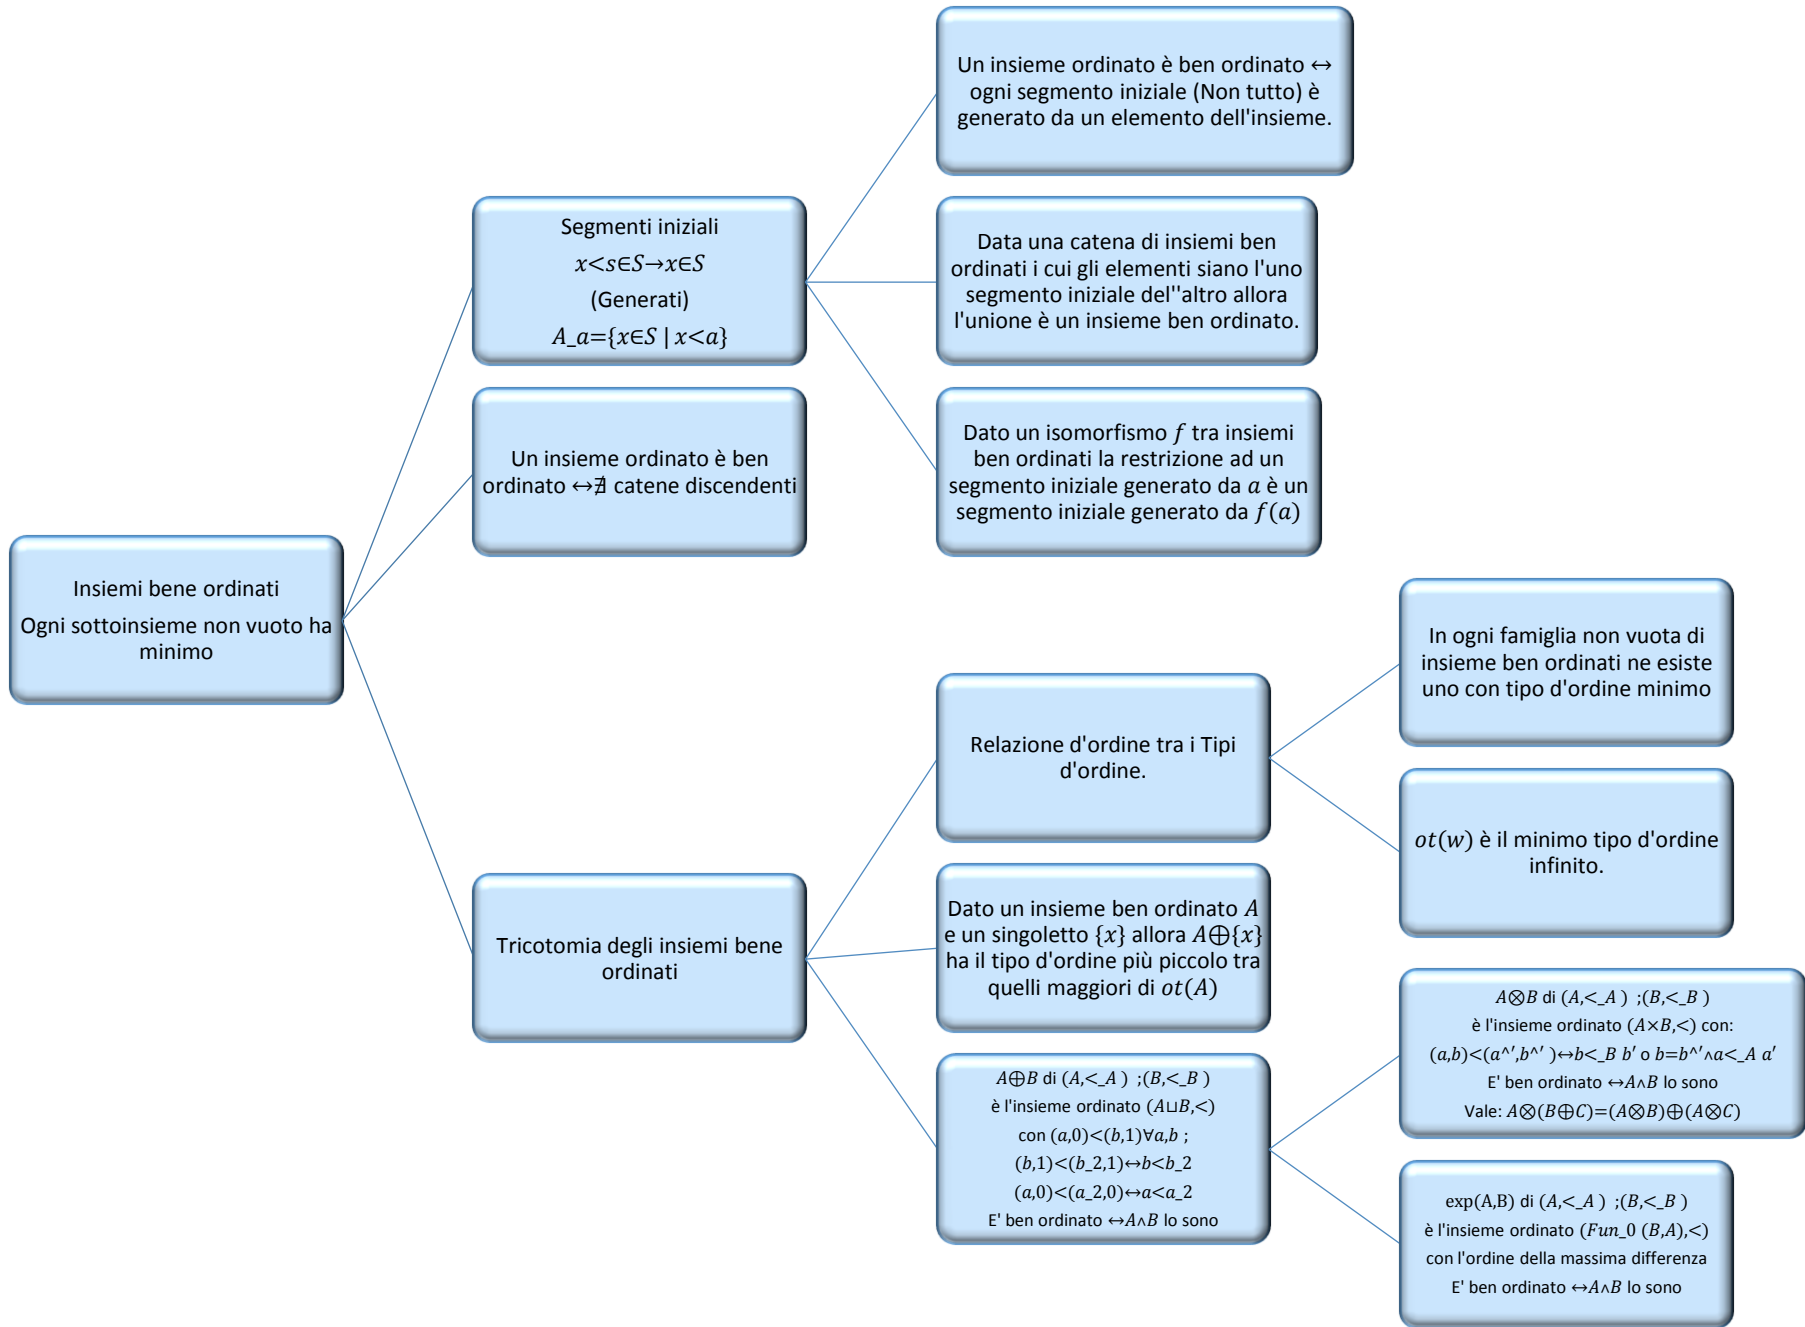 Insiemi bene ordinati
Ogni sottoinsieme non vuoto ha
minimo
Segmenti iniziali
x<s∈S→x∈S
(Generati)
A_a={x∈S | x<a}
Un insieme ordinato è ben ordinato ↔
ogni segmento iniziale (Non tutto) è
generato da un elemento dell'insieme.
Data una catena di insiemi ben
ordinati i cui gli elementi siano l'uno
segmento iniziale del''altro allora
l'unione è un insieme ben ordinato.
Dato un isomorfismo f tra insiemi
ben ordinati la restrizione ad un
segmento iniziale generato da a è un
segmento iniziale generato da f(a)
Un insieme ordinato è ben
ordinato ↔∄ catene discendenti
Tricotomia degli insiemi bene
ordinati
Relazione d'ordine tra i Tipi
d'ordine.
In ogni famiglia non vuota di
insieme ben ordinati ne esiste
uno con tipo d'ordine minimo
ot(w) è il minimo tipo d'ordine
infinito.
Dato un insieme ben ordinato A
e un singoletto {x} allora A⊕{x}
ha il tipo d'ordine più piccolo tra
quelli maggiori di ot(A)
A⊕B di (A,<_A ) ;(B,<_B )
è l'insieme ordinato (A⊔B,<)
con (a,0)<(b,1)∀a,b ;
(b,1)<(b_2,1)↔b<b_2
(a,0)<(a_2,0)↔a<a_2
E' ben ordinato ↔A∧B lo sono
A⊗B di (A,<_A ) ;(B,<_B )
è l'insieme ordinato (A×B,<) con:
(a,b)<(a^′,b^′ )↔b<_B b′ o b=b^′∧a<_A a′
E' ben ordinato ↔A∧B lo sono
Vale: A⊗(B⊕C)=(A⊗B)⊕(A⊗C)
exp(A,B) di (A,<_A ) ;(B,<_B )
è l'insieme ordinato (Fun_0 (B,A),<)
con l'ordine della massima differenza
E' ben ordinato ↔A∧B lo sono